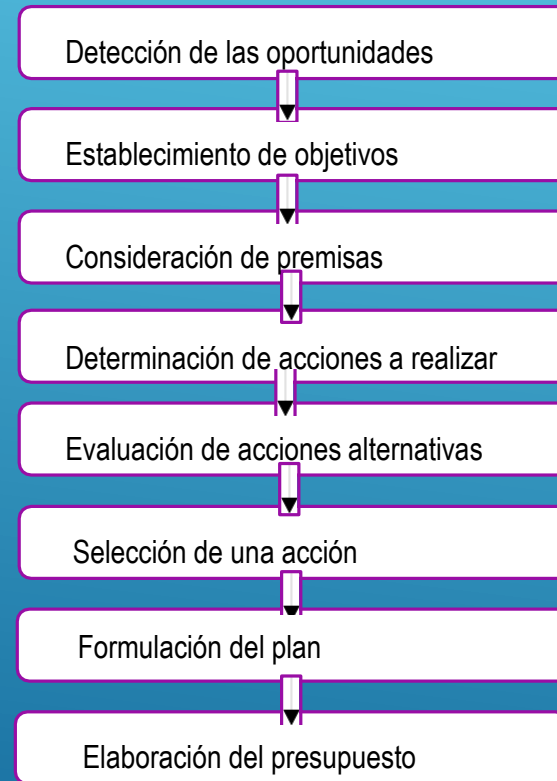 Detección de las oportunidades
Establecimiento de objetivos
Consideración de premisas
Determinación de acciones a realizar
Evaluación de acciones alternativas
Selección de una acción
Formulación del plan
Elaboración del presupuesto